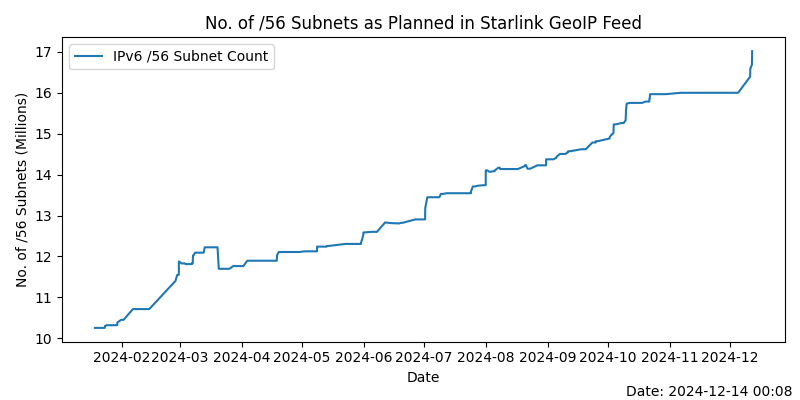 No. of /56 Subnets as Planned in Starlink GeoIP Feed
IPv6 /56 Subnet Count
No. of /56 Subnets (Millions)
17
16
15
14
13
12
11
10
2024-02 2024-03 2024-04 2024-05 2024-06 2024-07 2024-08 2024-09 2024-10 2024-11 2024-12
Date
Date: 2024-12-14 00:08